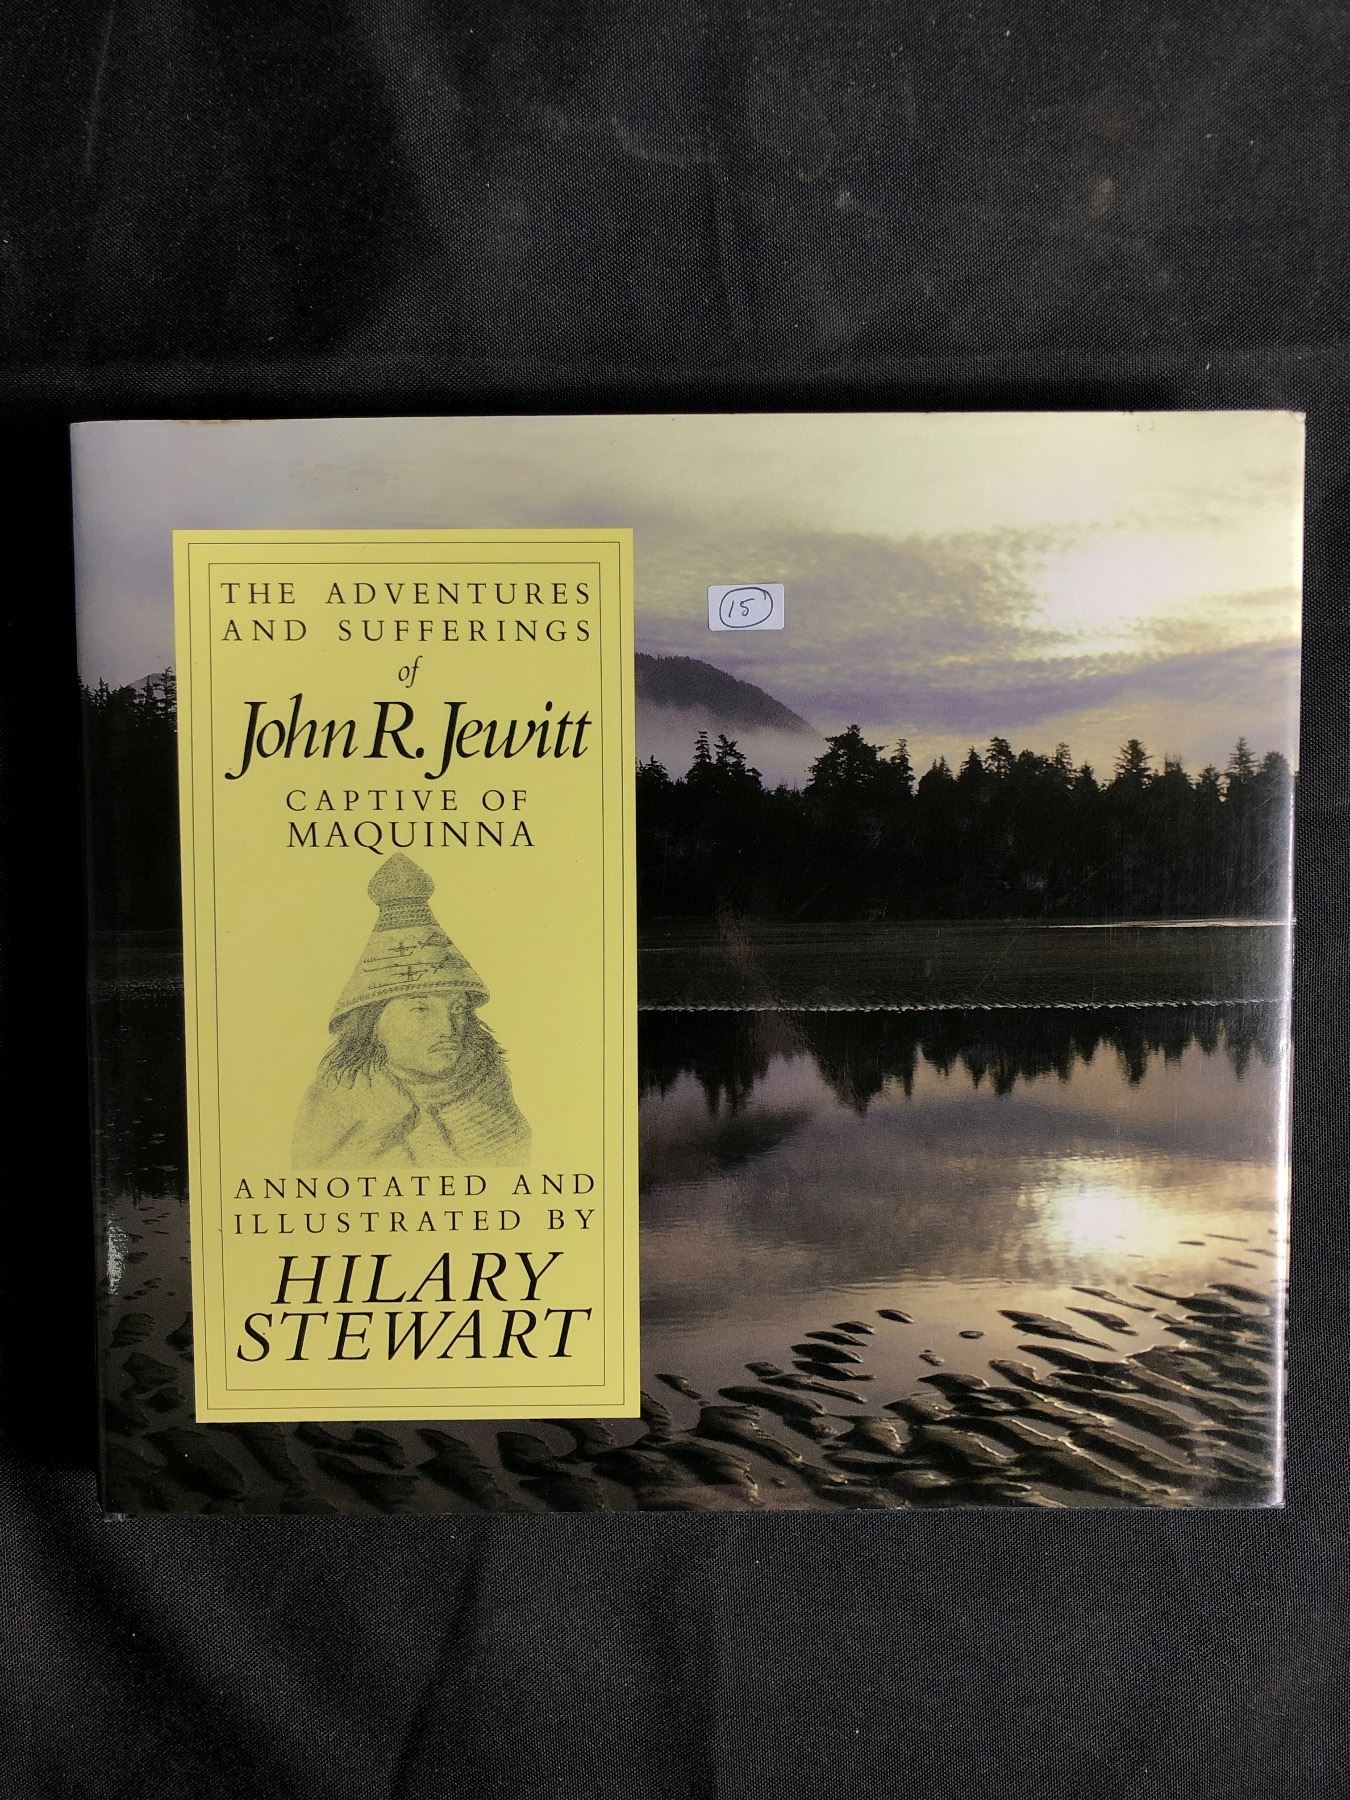 THE ADVENTURES
AND SUFFERINGS
of
John R. Jewitt
CAPTIVE OF
MAQUINNA
ANNOTATED AND
ILLUSTRATED BY
HILARY
STEWART
15